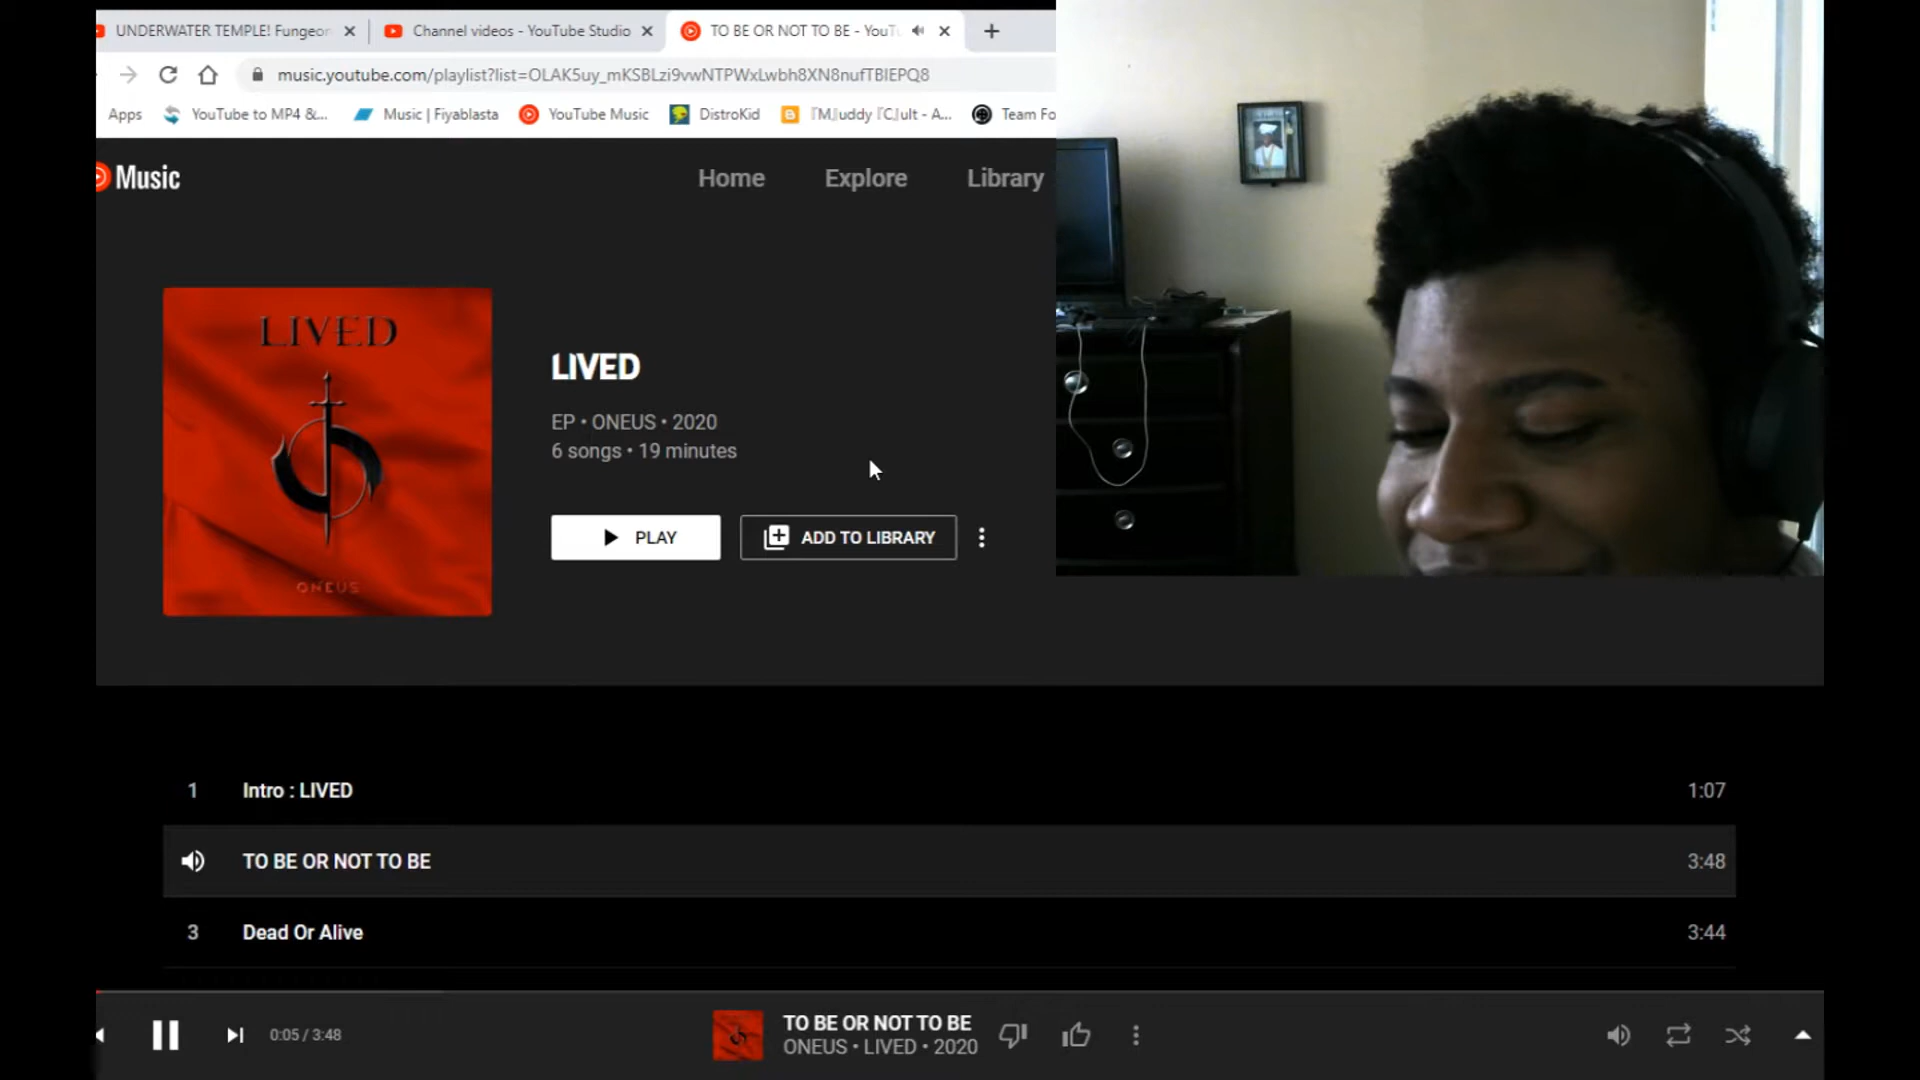 UNDERWATER TEMPLE! Fungeon
Channel videos - YouTube Studio
TO BE OR NOT TO BE - YouTu
music.youtube.com/playlist?list=OLAK5uy_mKSBLzi9vwNTPWxLwbh8XN8nufTBIEPQ8
Apps
YouTube to MP4 &...
Music | Fiyablasta
YouTube Music
DistroKid
『M』uddy『C』ult - A...
Team Fo
Music
Home
Explore
Library
LIVED
ONEUS
LIVED
EP • ONEUS • 2020
6 songs • 19 minutes
PLAY
ADD TO LIBRARY
1 Intro : LIVED 1:07
TO BE OR NOT TO BE 3:48
3 Dead Or Alive 3:44
0:05 / 3:48
TO BE OR NOT TO BE
ONEUS • LIVED • 2020